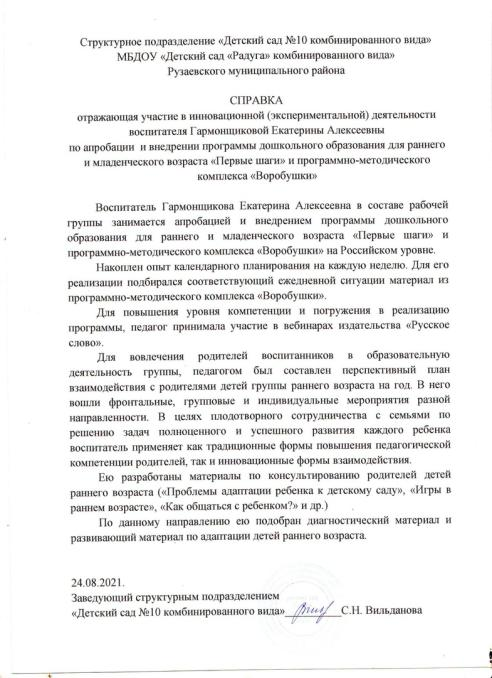 Структурное подразделение «Детский сад №10 комбинированного вида»
МБДОУ «Детский сад «Радуга» комбинированного вида»
Рузаевского муниципального района
СПРАВКА
отражающая участие в инновационной (экспериментальной) деятельности
воспитателя Гармонщиковой Екатерины Алексеевны
по апробации и внедрении программы дошкольного образования для раннего
и младенческого возраста «Первые шаги» и программно-методического
комплекса «Воробушки»
Воспитатель Гармонщикова Екатерина Алексеевна в составе рабочей
группы занимается апробацией и внедрением программы дошкольного
образования для раннего и младенческого возраста «Первые шаги» и
программно-методического комплекса «Воробушки» на Российском уровне.
Накоплен опыт календарного планирования на каждую неделю. Для его
реализации подбирался соответствующий ежедневной ситуации материал из
программно-методического комплекса «Воробушки».
Для повышения уровня компетенции и погружения в реализацию
программы, педагог принимала участие в вебинарах издательства «Русское
слово».
Для вовлечения родителей воспитанников в образовательную
деятельность группы, педагогом был составлен перспективный план
взаимодействия с родителями детей группы раннего возраста на год. В него
вошли фронтальные, групповые и индивидуальные мероприятия разной
направленности. В целях плодотворного сотрудничества с семьями по
решению задач полноценного и успешного развития каждого ребенка
воспитатель применяет как традиционные формы повышения педагогической
компетенции родителей, так и инновационные формы взаимодействия.
Ею разработаны материалы по консультированию родителей детей
раннего возраста («Проблемы адаптации ребенка к детскому саду», «Игры в
раннем возрасте», «Как общаться с ребенком?» и др.)
По данному направлению ею подобран диагностический материал и
развивающий материал по адаптации детей раннего возраста.
24.08.2021.
Заведующий структурным подразделением
«Детский сад №10 комбинированного вида» С.Н. Вильданова